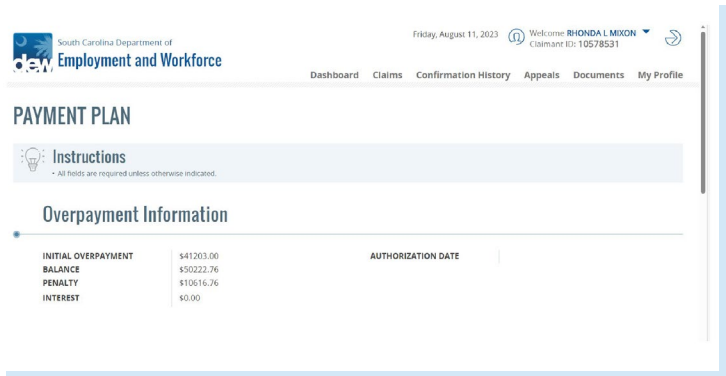 Friday, August 11, 2023
Welcome RHONDA L MIXON
Claimant ID: 10578531
dew
South Carolina Department of
Employment and Workforce
Dashboard Claims Confirmation History Appeals Documents My Profile
PAYMENT PLAN
Instructions
• All fields are required unless otherwise indicated.
Overpayment Information
INITIAL OVERPAYMENT $41203.00 AUTHORIZATION DATE
BALANCE $50222.76
PENALTY $10616.76
INTEREST $0.00